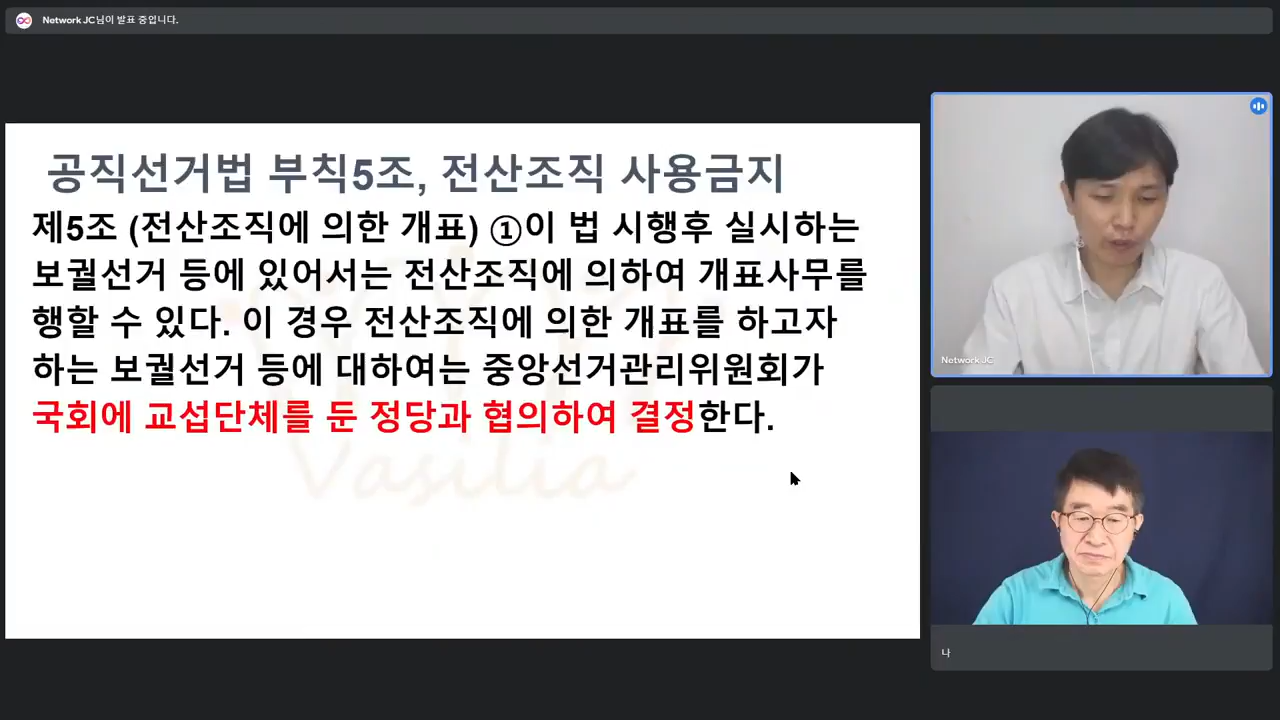 Network JC님이 발표 중입니다.
공직선거법 부칙5조, 전산조직 사용금지
제5조 (전산조직에 의한 개표) ①이 법 시행후 실시하는
보궐선거 등에 있어서는 전산조직에 의하여 개표사무를
행할 수 있다. 이 경우 전산조직에 의한 개표를 하고자
하는 보궐선거 등에 대하여는 중앙선거관리위원회가
국회에 교섭단체를 둔 정당과 협의하여 결정한다.
Vasilia
Network JC
나